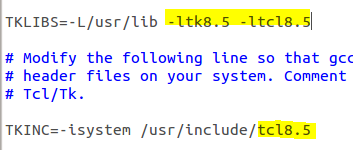 TKLIBS=-L/usr/lib -ltk8.5 -ltcl8.5
# Modify the following line so that gcc
# header files on your system. Comment
# Tcl/Tk.
TKINC=-isystem /usr/include/tcl8.5